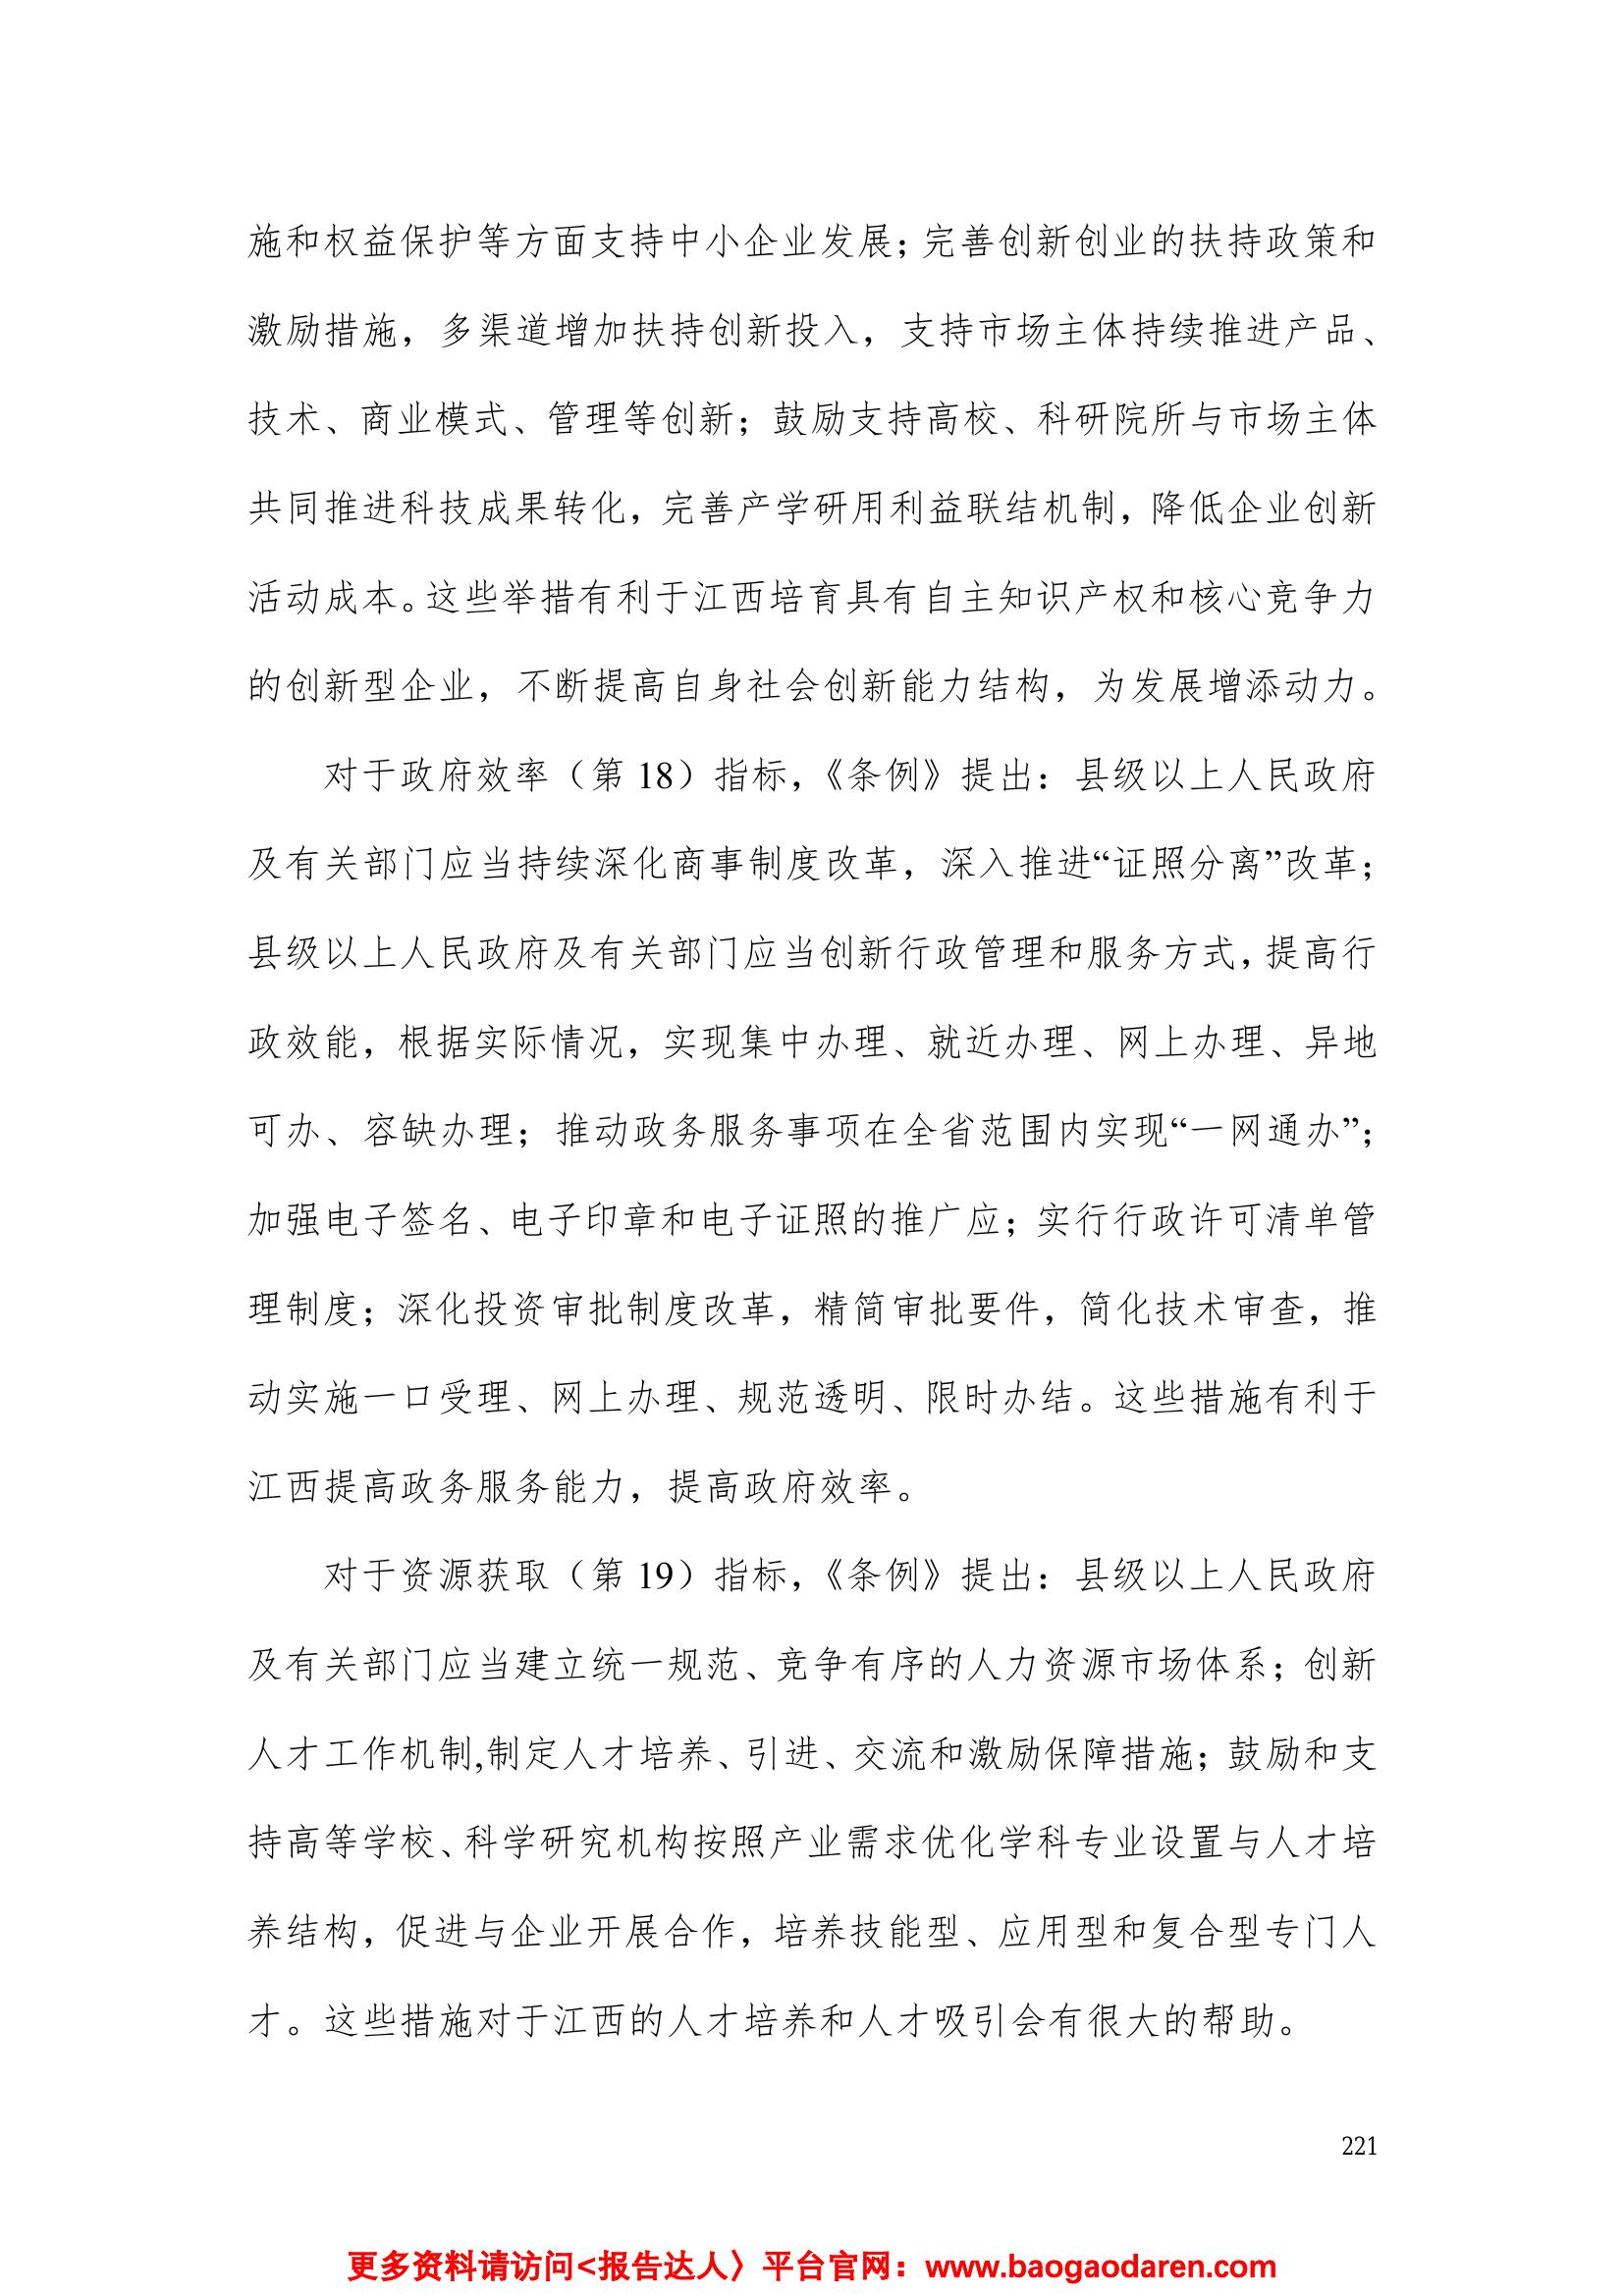 施和权益保护等方面支持中小企业发展；完善创新创业的扶持政策和
激励措施，多渠道增加扶持创新投入，支持市场主体持续推进产品、
技术、商业模式、管理等创新；鼓励支持高校、科研院所与市场主体
共同推进科技成果转化，完善产学研用利益联结机制，降低企业创新
活动成本。这些举措有利于江西培育具有自主知识产权和核心竞争力
的创新型企业，不断提高自身社会创新能力结构，为发展增添动力。
对于政府效率（第 18）指标，《条例》提出：县级以上人民政府
及有关部门应当持续深化商事制度改革，深入推进“证照分离”改革；
县级以上人民政府及有关部门应当创新行政管理和服务方式，提高行
政效能，根据实际情况，实现集中办理、就近办理、网上办理、异地
可办、容缺办理；推动政务服务事项在全省范围内实现“一网通办”；
加强电子签名、电子印章和电子证照的推广应；实行行政许可清单管
理制度；深化投资审批制度改革，精简审批要件，简化技术审查，推
动实施一口受理、网上办理、规范透明、限时办结。这些措施有利于
江西提高政务服务能力，提高政府效率。
对于资源获取（第 19）指标，《条例》提出：县级以上人民政府
及有关部门应当建立统一规范、竞争有序的人力资源市场体系；创新
人才工作机制,制定人才培养、引进、交流和激励保障措施；鼓励和支
持高等学校、科学研究机构按照产业需求优化学科专业设置与人才培
养结构，促进与企业开展合作，培养技能型、应用型和复合型专门人
才。这些措施对于江西的人才培养和人才吸引会有很大的帮助。
221
更多资料请访问<报告达人〉平台官网：www.baogaodaren.com